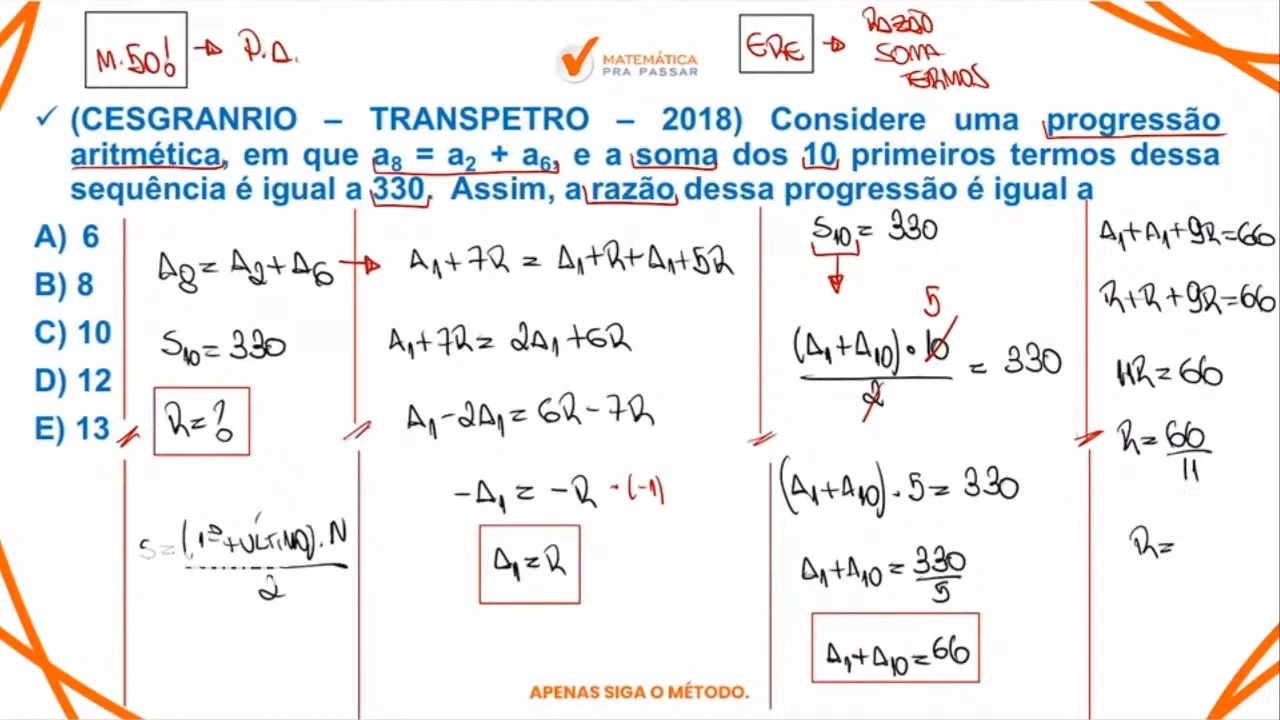 M.50! → P.A.
MATEMÁTICA
PRA PASSAR
ERE → RAZÃO
SOMA
TERMOS
✓ (CESGRANRIO – TRANSPETRO – 2018) Considere uma progressão
aritmética, em que a₈ = a₂ + a₆, e a soma dos 10 primeiros termos dessa
sequência é igual a 330. Assim, a razão dessa progressão é igual a
A) 6
B) 8
C) 10
D) 12
E) 13
A₈ = A₂ + A₆ →
S₁₀ = 330
R = ?
S = (1º + ÚLTIMO) . N
2
A₁ + 7R = A₁ + R + A₁ + 5R
A₁ + 7R = 2A₁ + 6R
A₁ - 2A₁ = 6R - 7R
-A₁ = -R · (-1)
A₁ = R
S₁₀ = 330
5
(A₁ + A₁₀) · 10 = 330
2
(A₁ + A₁₀) . 5 = 330
A₁ + A₁₀ = 330
5
A₁ + A₁₀ = 66
A₁ + A₁ + 9R = 66
R + R + 9R = 66
11R = 66
R = 66
11
R =
APENAS SIGA O MÉTODO.